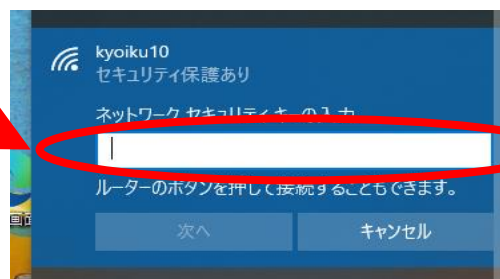 kyoiku10
セキュリティ保護あり
ネットワーク セキュリティ キーの入力
ルーターのボタンを押して接続することもできます。
次へ
キャンセル